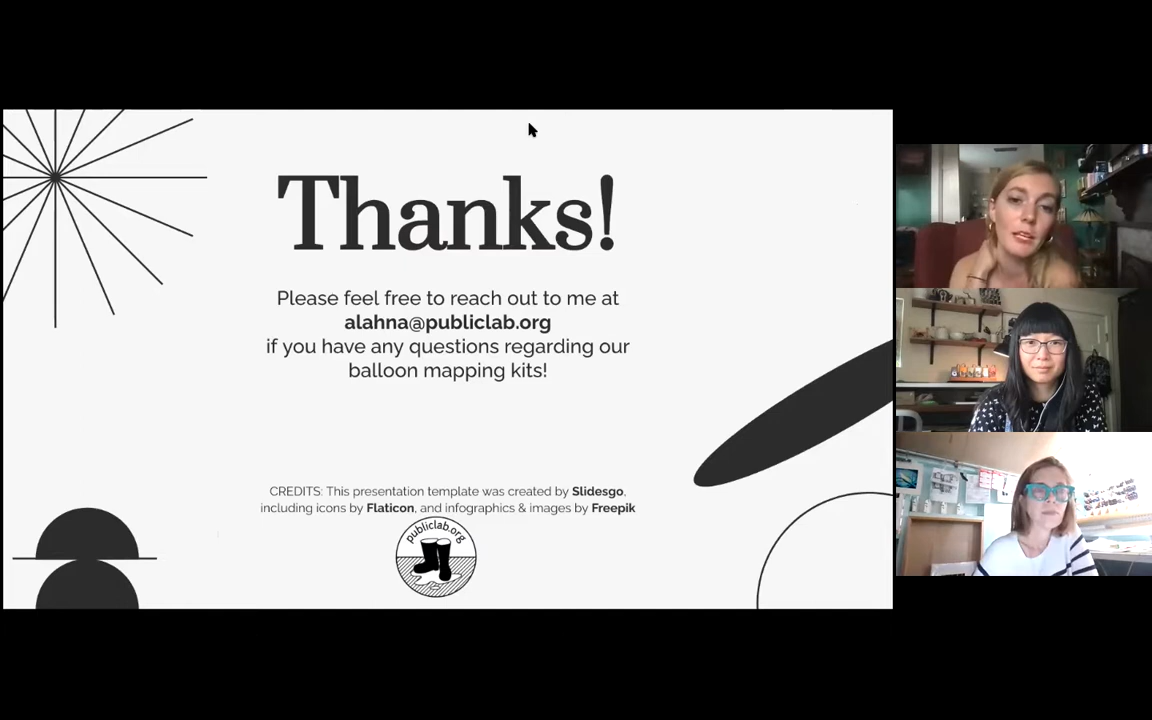 Thanks!
Please feel free to reach out to me at
alahna@publiclab.org
if you have any questions regarding our
balloon mapping kits!
CREDITS: This presentation template was created by Slidesgo,
including icons by Flaticon, and infographics & images by Freepik
publiclab.org